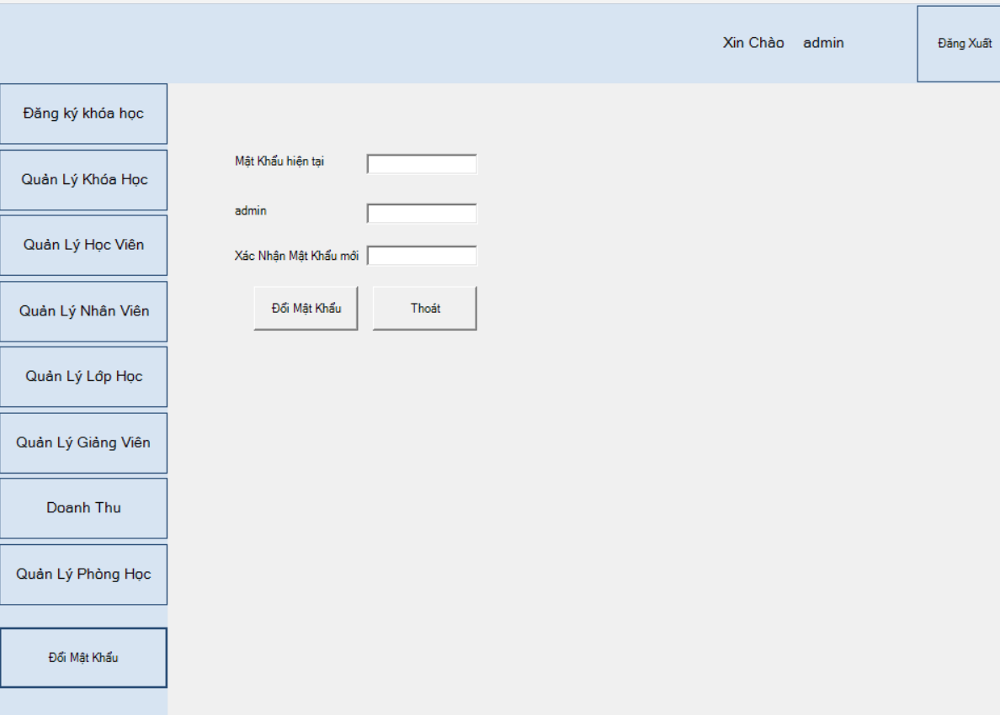 Xin Chào admin
Đăng Xuất
Đăng ký khóa học
Quản Lý Khóa Học
Quản Lý Học Viên
Quản Lý Nhân Viên
Quản Lý Lớp Học
Quản Lý Giảng Viên
Doanh Thu
Quản Lý Phòng Học
Đổi Mật Khẩu
Mật Khẩu hiện tại
admin
Xác Nhận Mật Khẩu mới
Đổi Mật Khẩu
Thoát